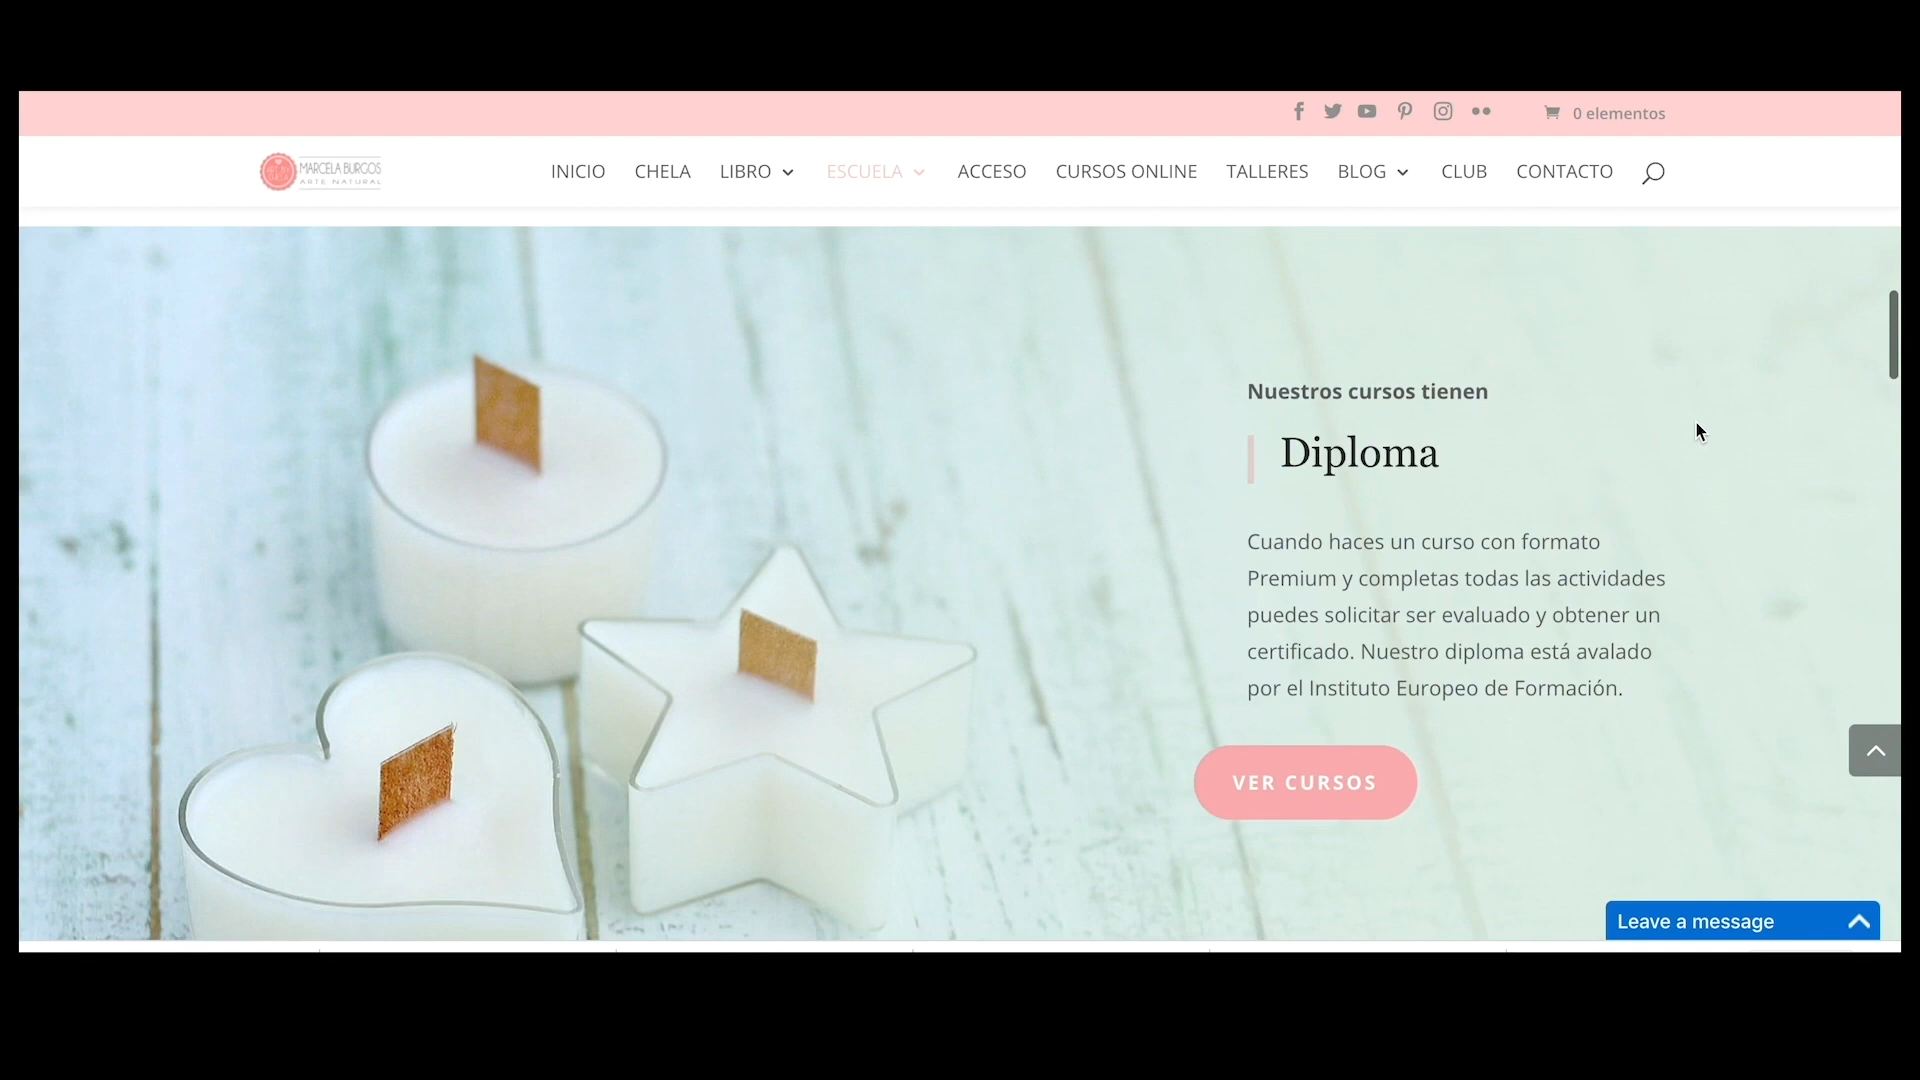 0 elementos
MARCELA BURGOS
ARTE NATURAL
INICIO CHELA LIBRO ESCUELA ACCESO CURSOS ONLINE TALLERES BLOG CLUB CONTACTO
Nuestros cursos tienen
Diploma
Cuando haces un curso con formato
Premium y completas todas las actividades
puedes solicitar ser evaluado y obtener un
certificado. Nuestro diploma está avalado
por el Instituto Europeo de Formación.
VER CURSOS
Leave a message